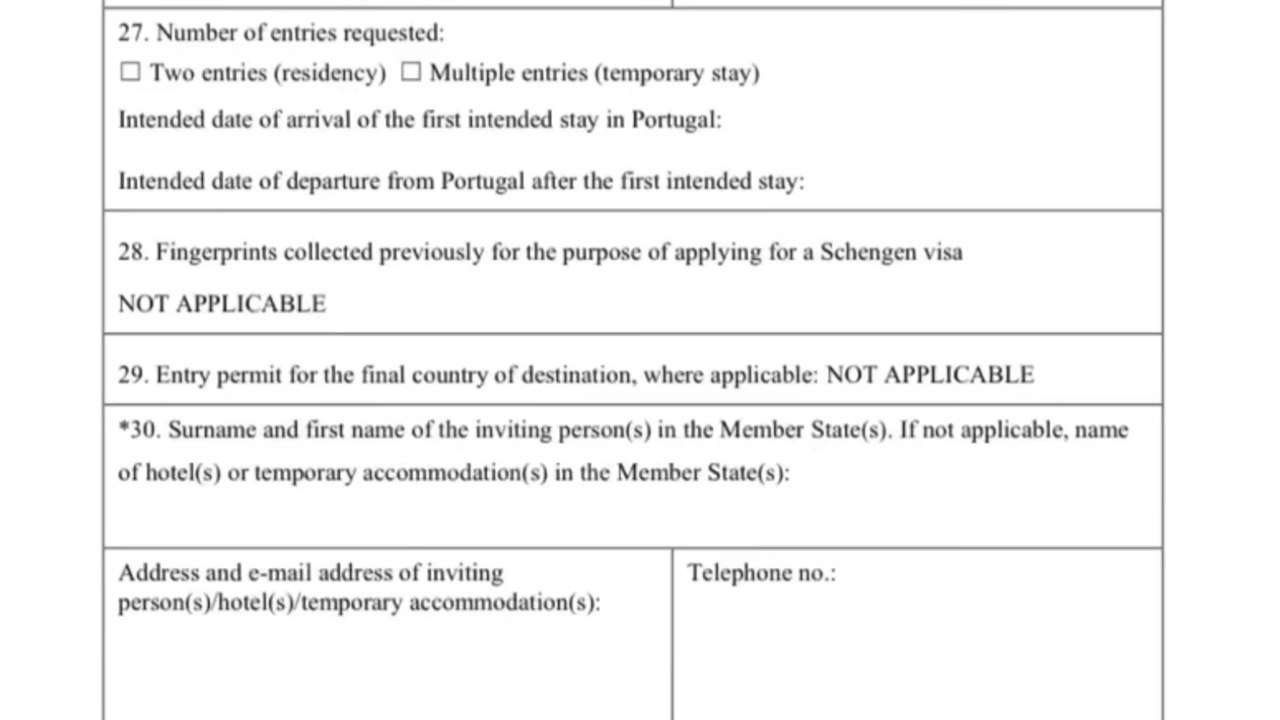 27. Number of entries requested:
☐ Two entries (residency) ☐ Multiple entries (temporary stay)
Intended date of arrival of the first intended stay in Portugal:
Intended date of departure from Portugal after the first intended stay:
28. Fingerprints collected previously for the purpose of applying for a Schengen visa
NOT APPLICABLE
29. Entry permit for the final country of destination, where applicable: NOT APPLICABLE
*30. Surname and first name of the inviting person(s) in the Member State(s). If not applicable, name
of hotel(s) or temporary accommodation(s) in the Member State(s):
Address and e-mail address of inviting
person(s)/hotel(s)/temporary accommodation(s):
Telephone no.: